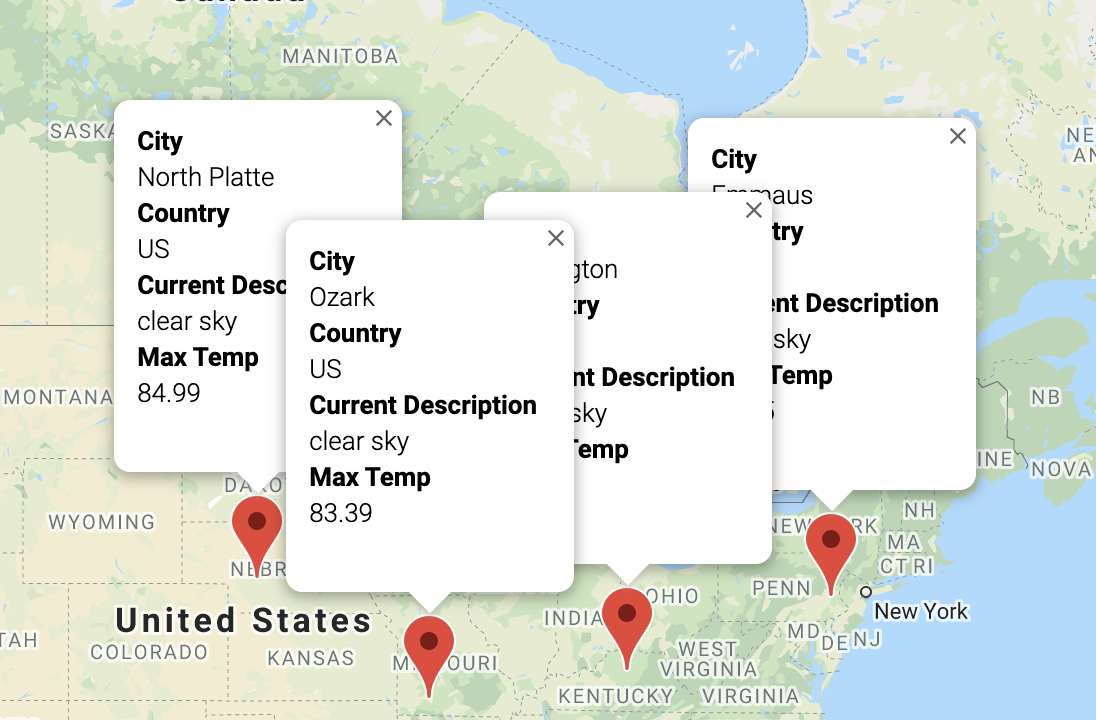 MANITOBA
SASKA
City
North Platte
Country
US
Current Desc
clear sky
Max Temp
84.99
City
Ozark
Country
US
Current Description
clear sky
Max Temp
83.39
gton
try
nt Description
sky
Temp
City
Emmaus
try
ent Description
sky
Temp
NE
AN
MONTANA
NB
INE
NOVA
DAKO
WYOMING
NEBR
NEW YORK
NH
MA
CT RI
PENN
OHIO
New York
United States
INDIA
TAH
COLORADO
KANSAS
MISSOURI
MD
DE
NJ
WEST
VIRGINIA
KENTUCKY
VIRGINIA